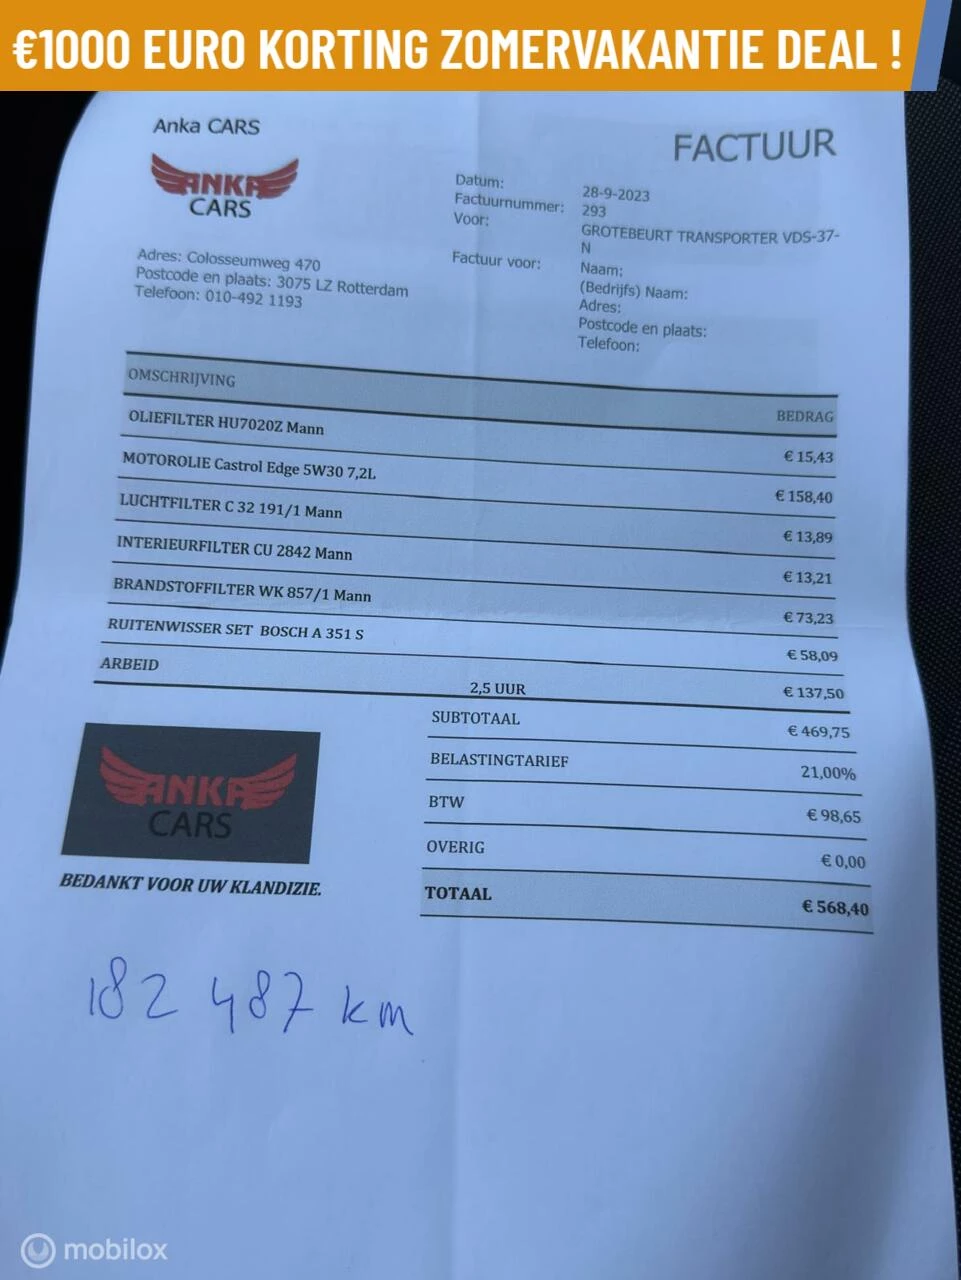 €1000 EURO KORTING ZOMERVAKANTIE DEAL !
Anka CARS
FACTUUR
ANKA
CARS
Datum: 28-9-2023
Factuurnummer: 293
Voor: GROTEBEURT TRANSPORTER VDS-37-
N
Adres: Colosseumweg 470
Postcode en plaats: 3075 LZ Rotterdam
Telefoon: 010-492 1193
Factuur voor: Naam:
(Bedrijfs) Naam:
Adres:
Postcode en plaats:
Telefoon:
OMSCHRIJVING BEDRAG
OLIEFILTER HU7020Z Mann € 15,43
MOTOROLIE Castrol Edge 5W30 7,2L € 158,40
LUCHTFILTER C 32 191/1 Mann € 13,89
INTERIEURFILTER CU 2842 Mann € 13,21
BRANDSTOFFILTER WK 857/1 Mann € 73,23
RUITENWISSER SET BOSCH A 351 S € 58,09
ARBEID 2,5 UUR € 137,50
SUBTOTAAL € 469,75
BELASTINGTARIEF 21,00%
BTW € 98,65
OVERIG € 0,00
TOTAAL € 568,40
ANKA
CARS
BEDANKT VOOR UW KLANDIZIE.
182 487 km
mobilox